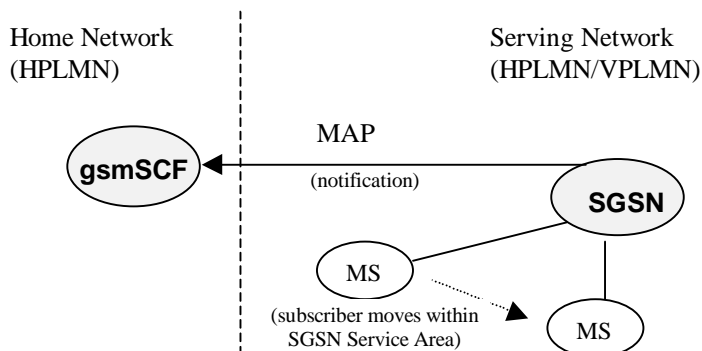 Home Network
(HPLMN)
Serving Network
(HPLMN/VPLMN)
MAP
gsmSCF
(notification)
SGSN
MS
(subscriber moves within
SGSN Service Area)
MS